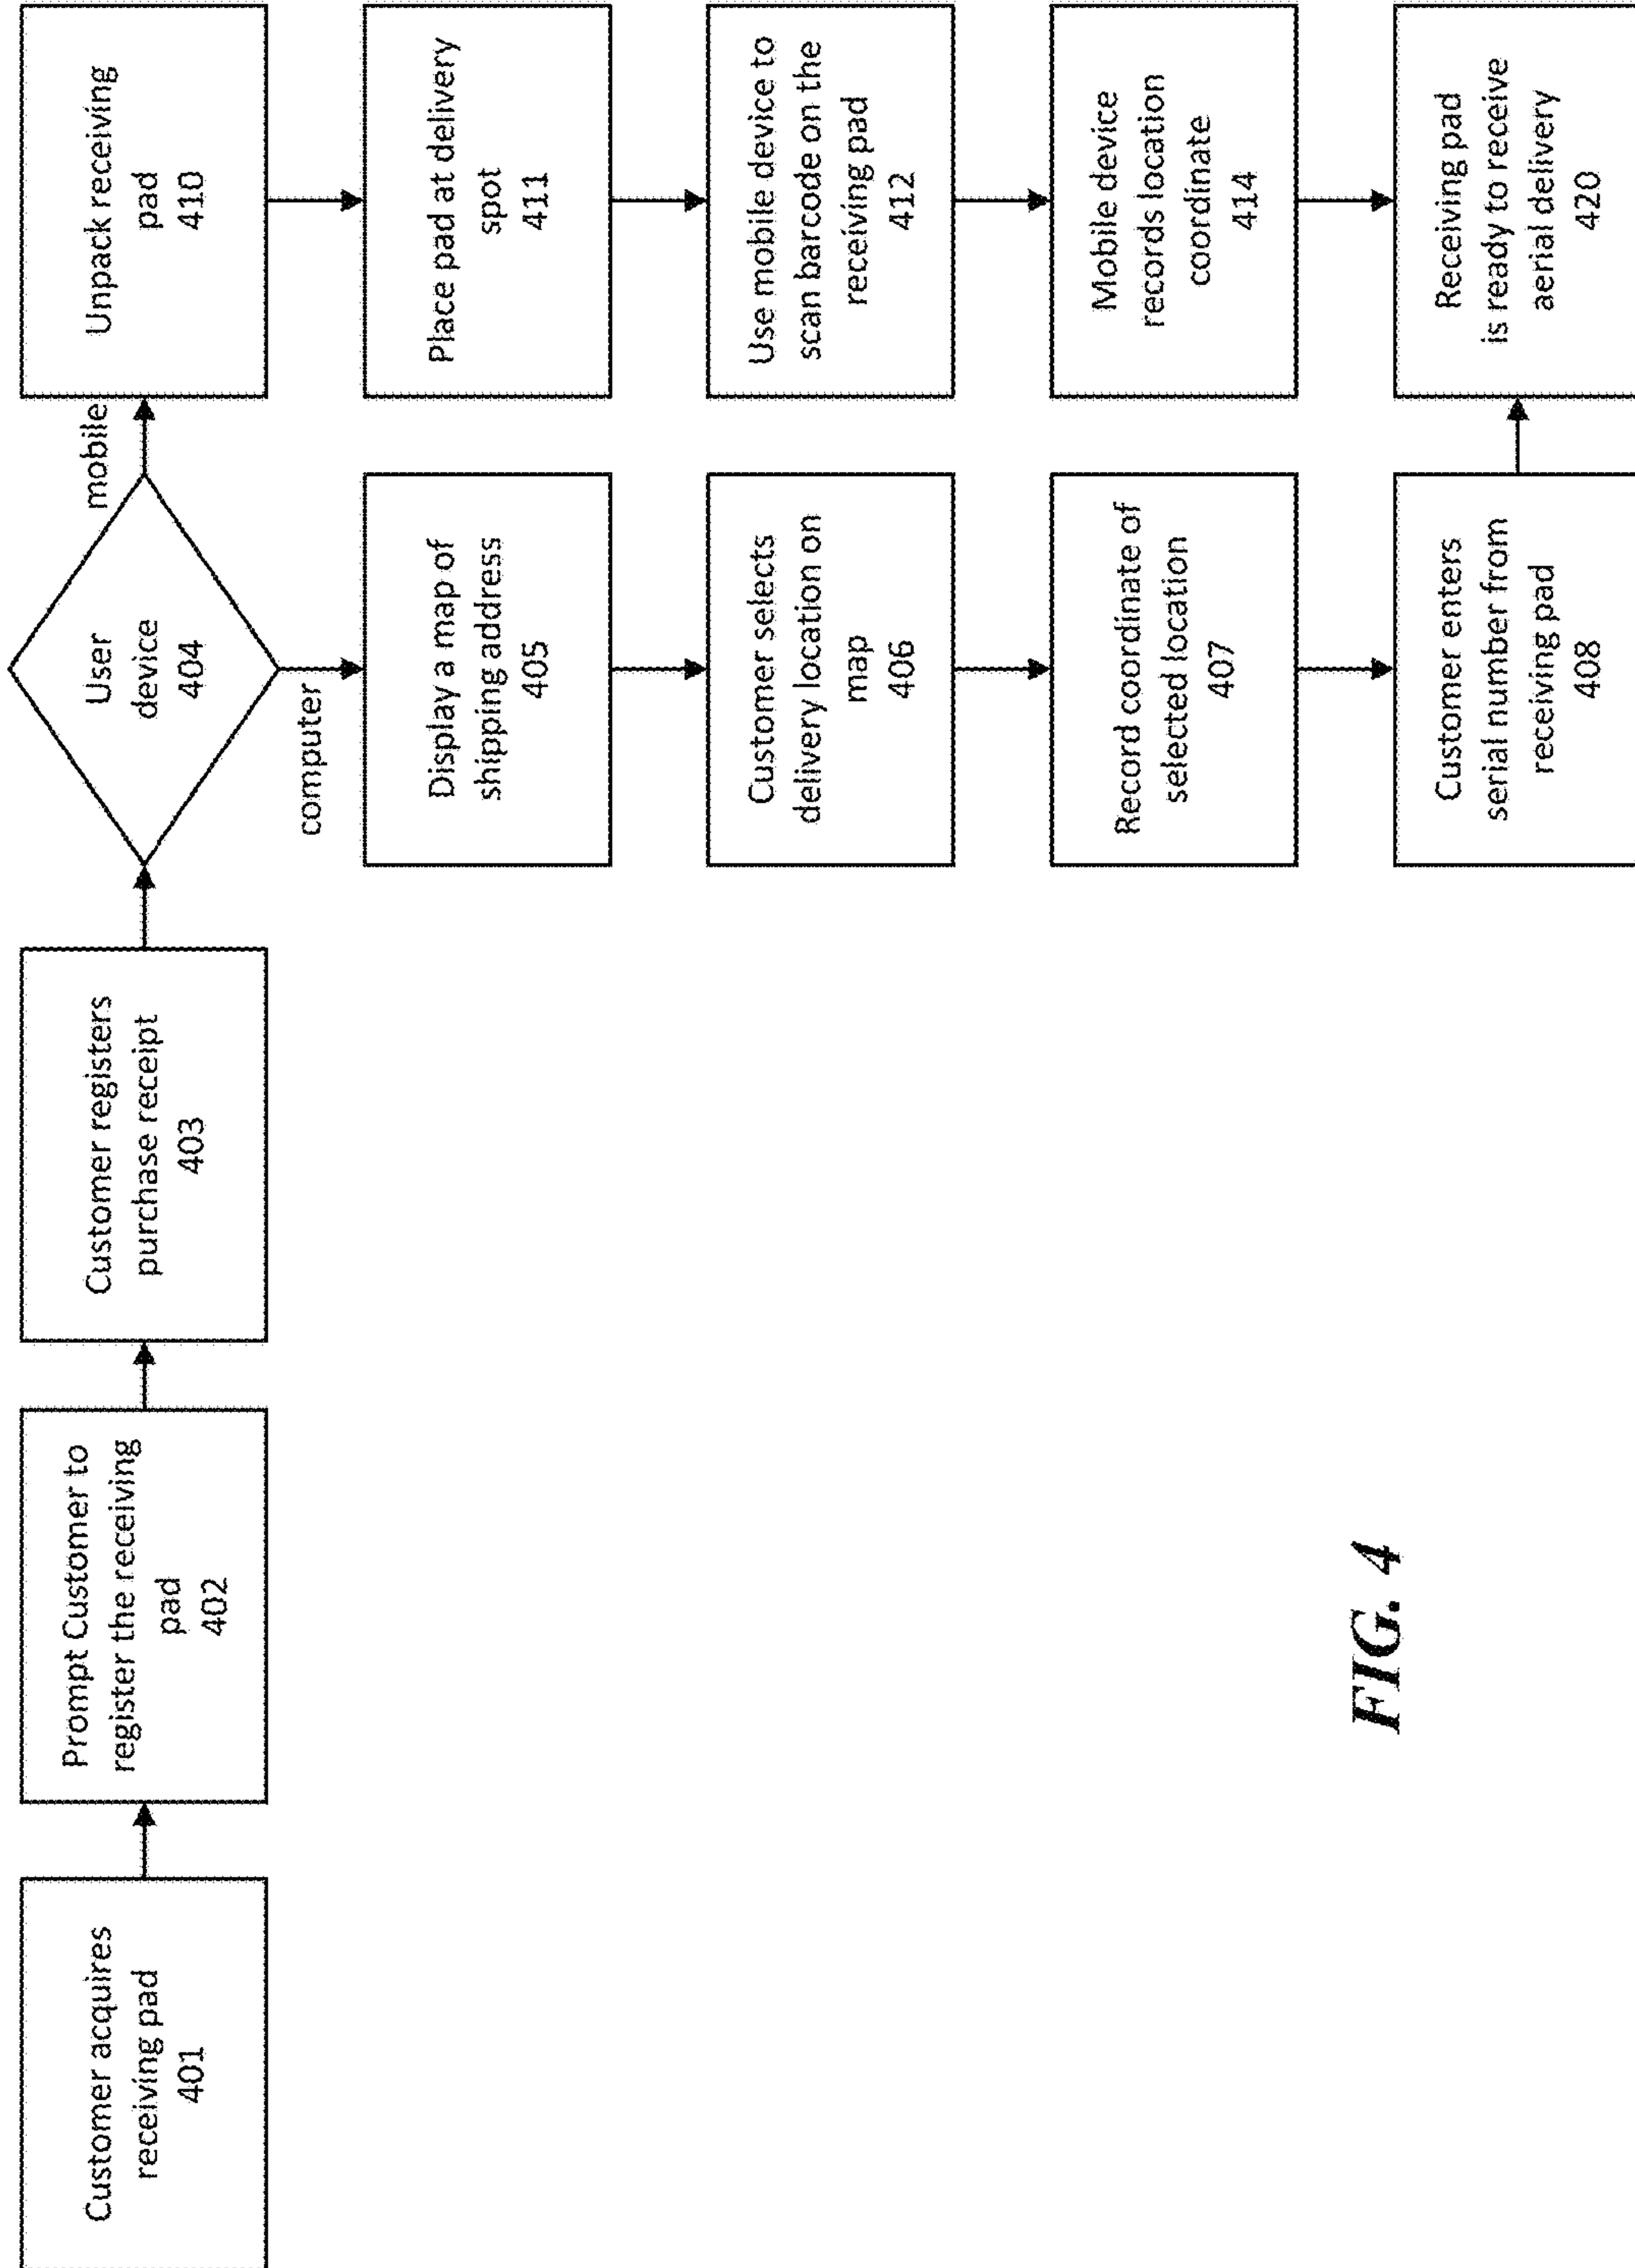 Customer acquires
receiving pad
401
Prompt Customer to
register the receiving
pad
402
Customer registers
purchase receipt
403
User
device
404
mobile
computer
Unpack receiving
pad
410
Display a map of
shipping address
405
Place pad at delivery
spot
411
Customer selects
delivery location on
map
406
Use mobile device to
scan barcode on the
receiving pad
412
Record coordinate of
selected location
407
Mobile device
records location
coordinate
414
Customer enters
serial number from
receiving pad
408
Receiving pad
is ready to receive
aerial delivery
420
FIG. 4